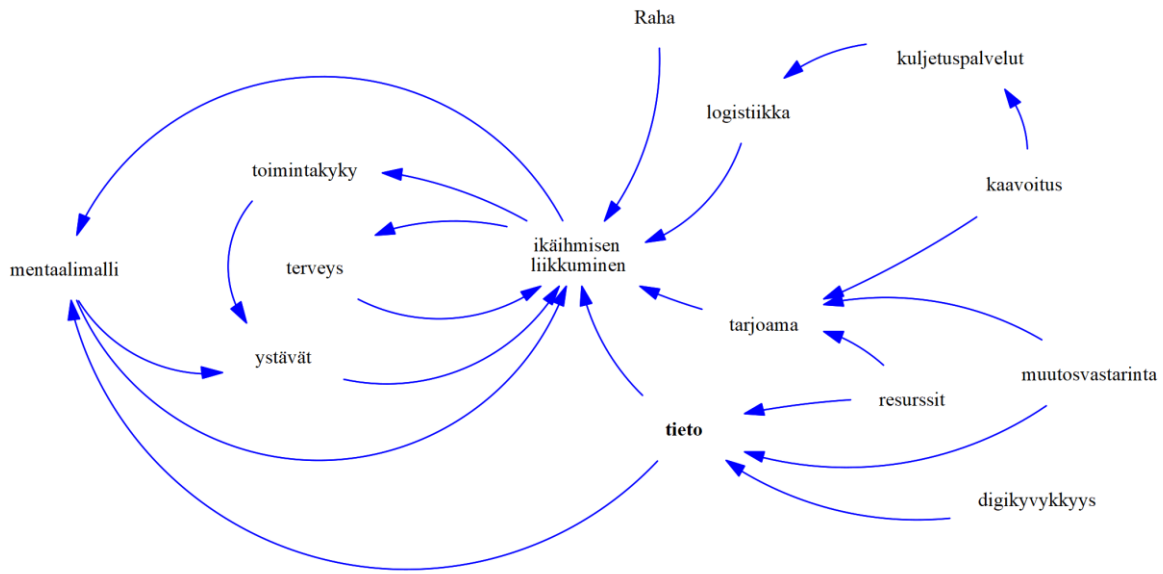 Raha
kuljetuspalvelut
logistiikka
toimintakyky
kaavoitus
ikäihmisen
liikkuminen
mentaalimalli
terveys
tarjoama
ystävät
muutosvastarinta
resurssit
tieto
digikyvykkyys